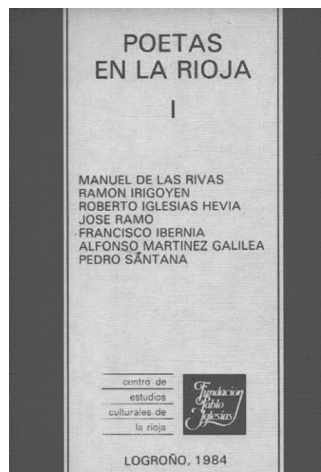 POETAS
EN LA RIOJA
I
MANUEL DE LAS RIVAS
RAMON IRIGOYEN
ROBERTO IGLESIAS HEVIA
JOSE RAMO
FRANCISCO IBERNIA
ALFONSO MARTINEZ GALILEA
PEDRO SANTANA
centro de
estudios
culturales de
la rioja
Fundación
Pablo
Iglesias
LOGROÑO, 1984